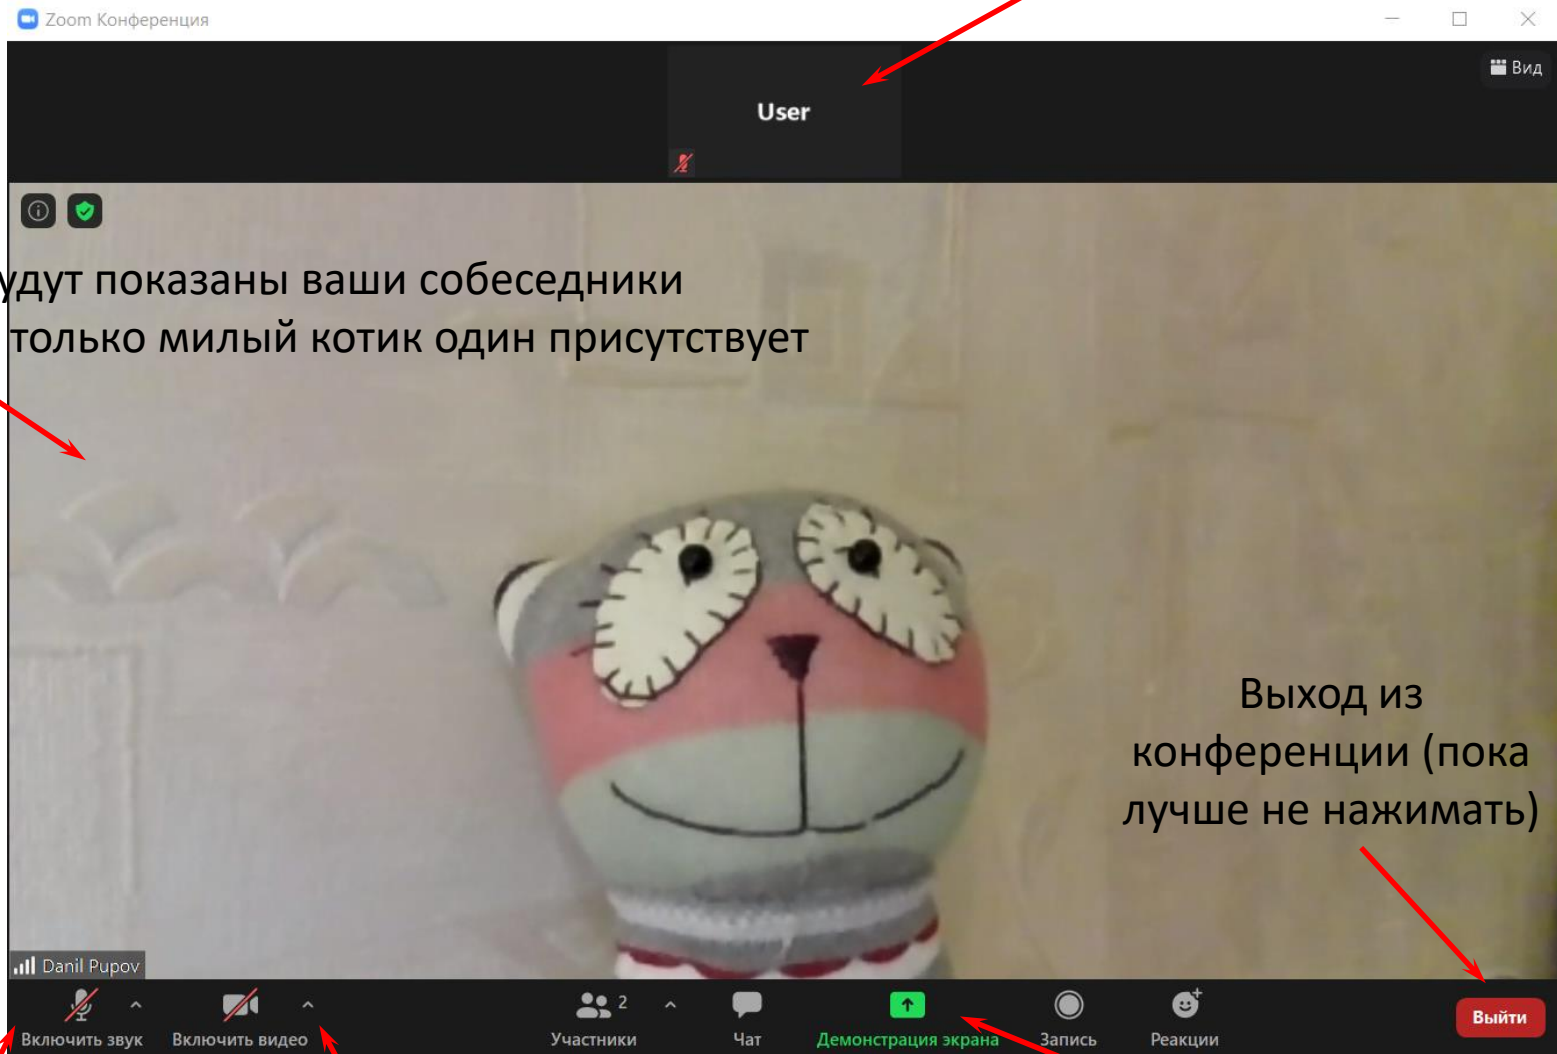 Zoom Конференция
Вид
User
удут показаны ваши собеседники
только милый котик один присутствует
Выход из
конференции (пока
лучше не нажимать)
Danil Pupov
2
Включить звук Включить видео Участники Чат Демонстрация экрана Запись Реакции Выйти